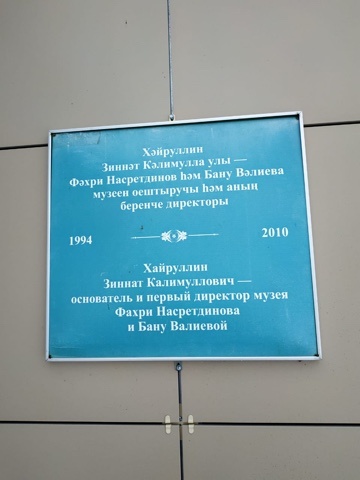 Хәйруллин
Зиннәт Кәлимулла улы —
Фәхри Насретдинов һәм Бану Вәлиева
музеен оештыручы һәм аның
беренче директоры
1994 2010
Хайруллин
Зиннат Калимуллович —
основатель и первый директор музея
Фахри Насретдинова
и Бану Валиевой